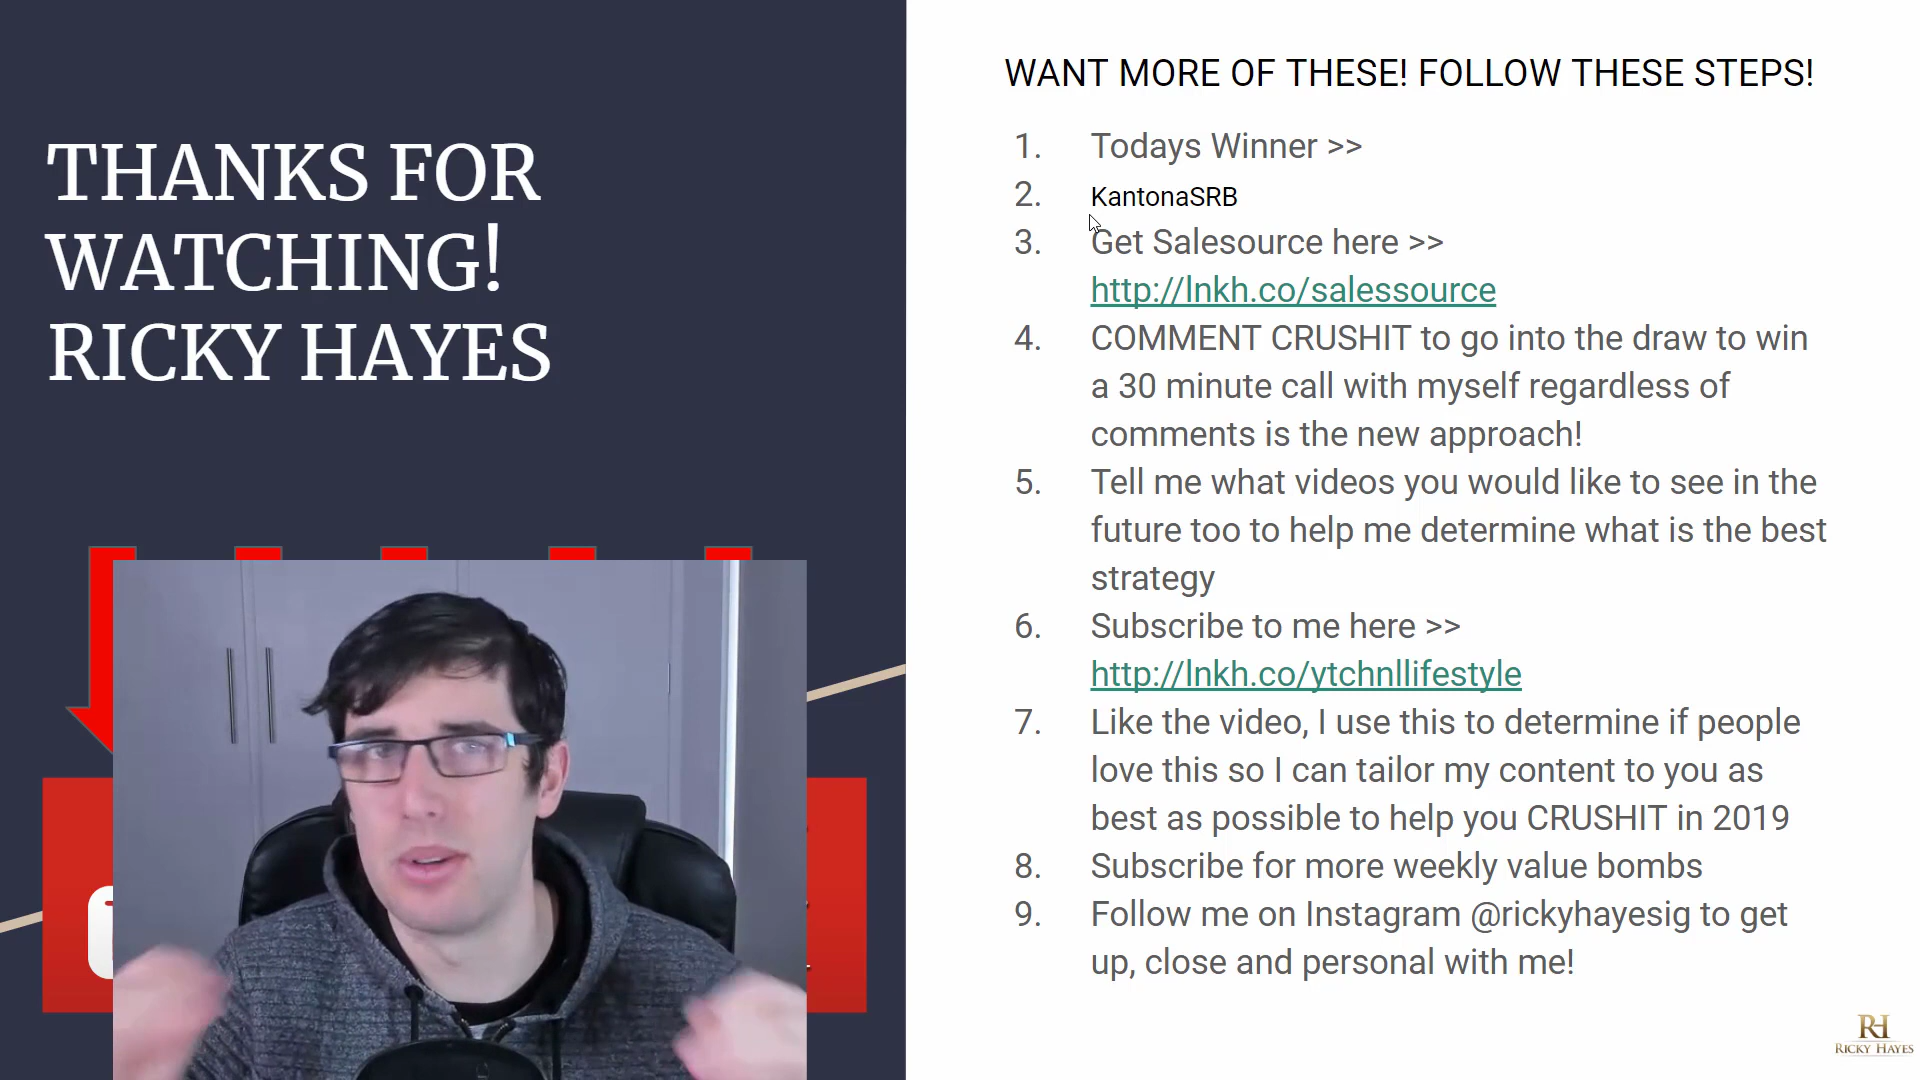 THANKS FOR
WATCHING!
RICKY HAYES
WANT MORE OF THESE! FOLLOW THESE STEPS!
1. Todays Winner >>
2. KantonaSRB
3. Get Salesource here >>
http://lnkh.co/salessource
4. COMMENT CRUSHIT to go into the draw to win
a 30 minute call with myself regardless of
comments is the new approach!
5. Tell me what videos you would like to see in the
future too to help me determine what is the best
strategy
6. Subscribe to me here >>
http://lnkh.co/ytchnllifestyle
7. Like the video, I use this to determine if people
love this so I can tailor my content to you as
best as possible to help you CRUSHIT in 2019
8. Subscribe for more weekly value bombs
9. Follow me on Instagram @rickyhayesig to get
up, close and personal with me!
RH
RICKY HAYES